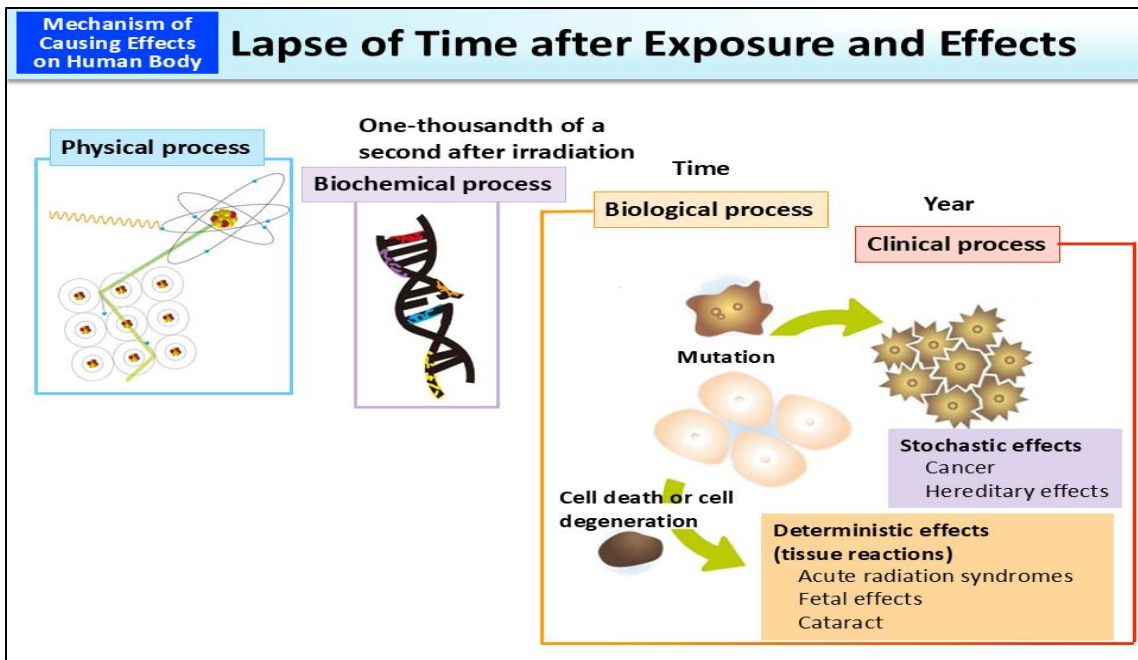 Mechanism of
Causing Effects
on Human Body
Lapse of Time after Exposure and Effects
Physical process
One-thousandth of a
second after irradiation
Biochemical process
Time
Biological process
Year
Clinical process
Mutation
Stochastic effects
Cancer
Hereditary effects
Cell death or cell
degeneration
Deterministic effects
(tissue reactions)
Acute radiation syndromes
Fetal effects
Cataract